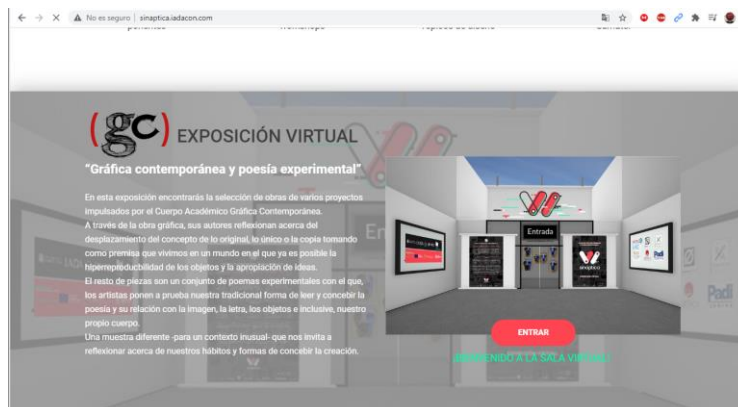 No es seguro | sinaptica.iadacon.com
ponentes
(gc) EXPOSICIÓN VIRTUAL
“Gráfica contemporánea y poesía experimental”
En esta exposición encontrarás la selección de obras de varios proyectos
impulsados por el Cuerpo Académico Gráfica Contemporánea.
A través de la obra gráfica, sus autores reflexionan acerca del
desplazamiento del concepto de lo original, lo único o la copia tomando
como premisa que vivimos en un mundo en el que ya es posible la
hiperreproducibilidad de los objetos y la apropiación de ideas.
El resto de piezas son un conjunto de poemas experimentales con el que,
los artistas ponen a prueba nuestra tradicional forma de leer y concebir la
poesía y su relación con la imagen, la letra, los objetos e inclusive, nuestro
propio cuerpo.
Una muestra diferente -para un contexto inusual- que nos invita a
reflexionar acerca de nuestros hábitos y formas de concebir la creación.
Entrada
sinaptica
Padi
ENTRAR
¡BIENVENIDO A LA SALA VIRTUAL!